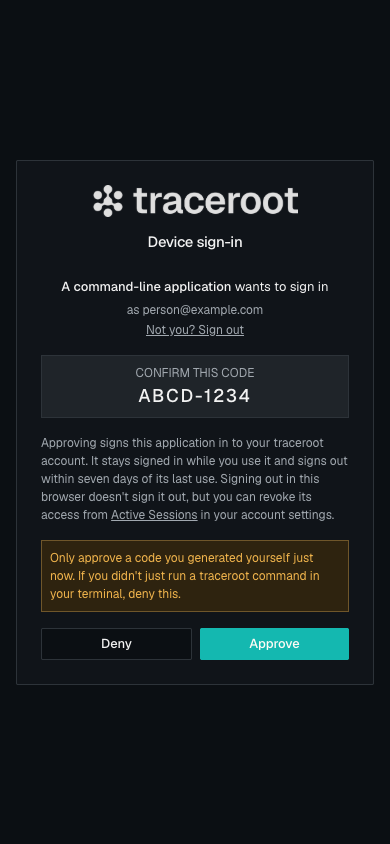 traceroot
Device sign-in
A command-line application wants to sign in
as person@example.com
Not you? Sign out
CONFIRM THIS CODE
ABCD-1234
Approving signs this application in to your traceroot
account. It stays signed in while you use it and signs out
within seven days of its last use. Signing out in this
browser doesn't sign it out, but you can revoke its
access from Active Sessions in your account settings.
Only approve a code you generated yourself just
now. If you didn't just run a traceroot command in
your terminal, deny this.
Deny
Approve